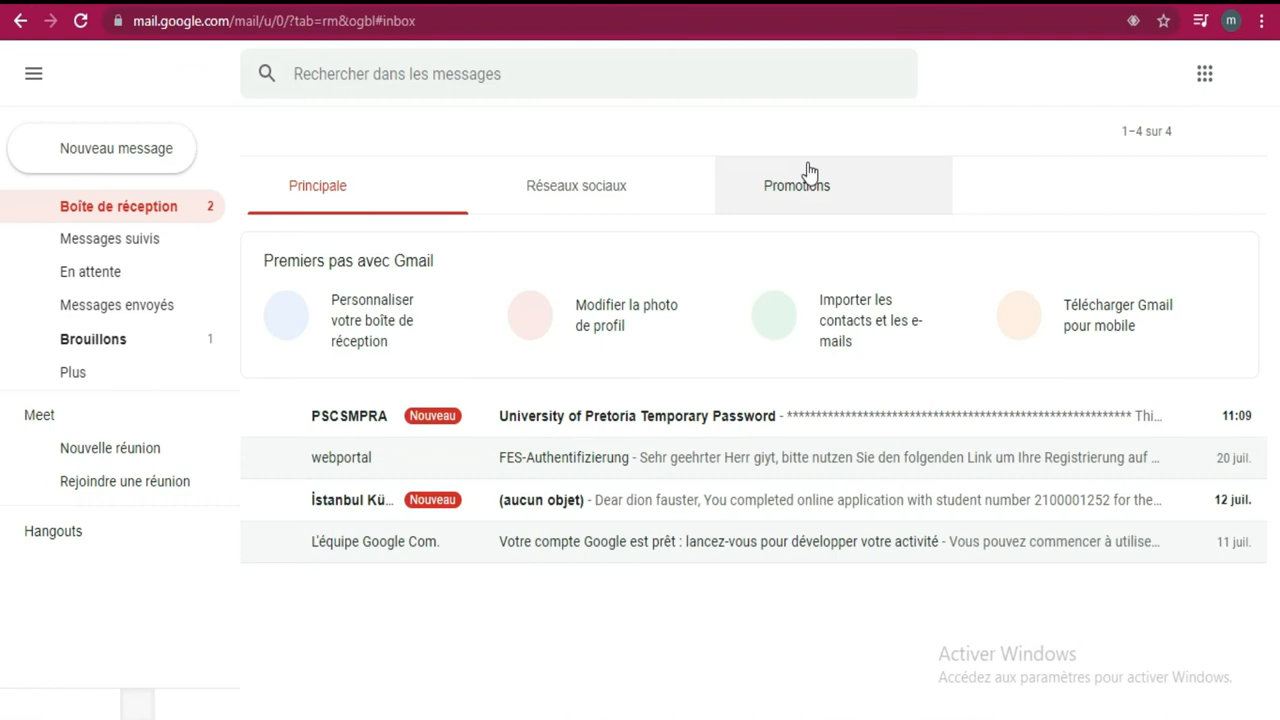 mail.google.com/mail/u/0/?tab=rm&ogbl#inbox
m
Rechercher dans les messages
1–4 sur 4
Nouveau message
Principale
Réseaux sociaux
Promotions
Boîte de réception 2
Messages suivis
En attente
Messages envoyés
Brouillons 1
Plus
Meet
Nouvelle réunion
Rejoindre une réunion
Hangouts
Premiers pas avec Gmail
Personnaliser
votre boîte de
réception
Modifier la photo
de profil
Importer les
contacts et les e-
mails
Télécharger Gmail
pour mobile
PSCSMPRA Nouveau University of Pretoria Temporary Password - ********************************************************** Thi... 11:09
webportal FES-Authentifizierung - Sehr geehrter Herr giyt, bitte nutzen Sie den folgenden Link um Ihre Registrierung auf ... 20 juil.
İstanbul Kü... Nouveau (aucun objet) - Dear dion fauster, You completed online application with student number 2100001252 for the... 12 juil.
L'équipe Google Com. Votre compte Google est prêt : lancez-vous pour développer votre activité - Vous pouvez commencer à utilise... 11 juil.
Activer Windows
Accédez aux paramètres pour activer Windows.